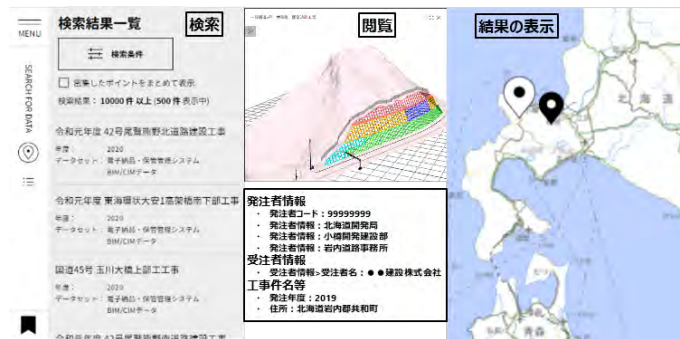 MENU
SEARCH FOR DATA
検索結果一覧
検索
検索条件
密集したポイントをまとめて表示
検索結果：10000 件 以上 (500 件 表示中)
令和元年度 42号尾鷲熊野北道路建設工事
年度： 2020
データセット： 電子納品・保管管理システム
BIM/CIMデータ
令和元年度 東海環状大安1高架橋南下部工事
年度： 2020
データセット： 電子納品・保管管理システム
BIM/CIMデータ
国道45号 玉川大橋上部工工事
年度： 2020
データセット： 電子納品・保管管理システム
BIM/CIMデータ
閲覧
発注者情報
・ 発注者コード：99999999
・ 発注者情報：北海道開発局
・ 発注者情報：小樽開発建設部
・ 発注者情報：岩内道路事務所
受注者情報
・ 受注者情報>受注者名：●●建設株式会社
工事件名等
・ 発注年度：2019
・ 住所：北海道岩内郡共和町
結果の表示
北 海 道
青森